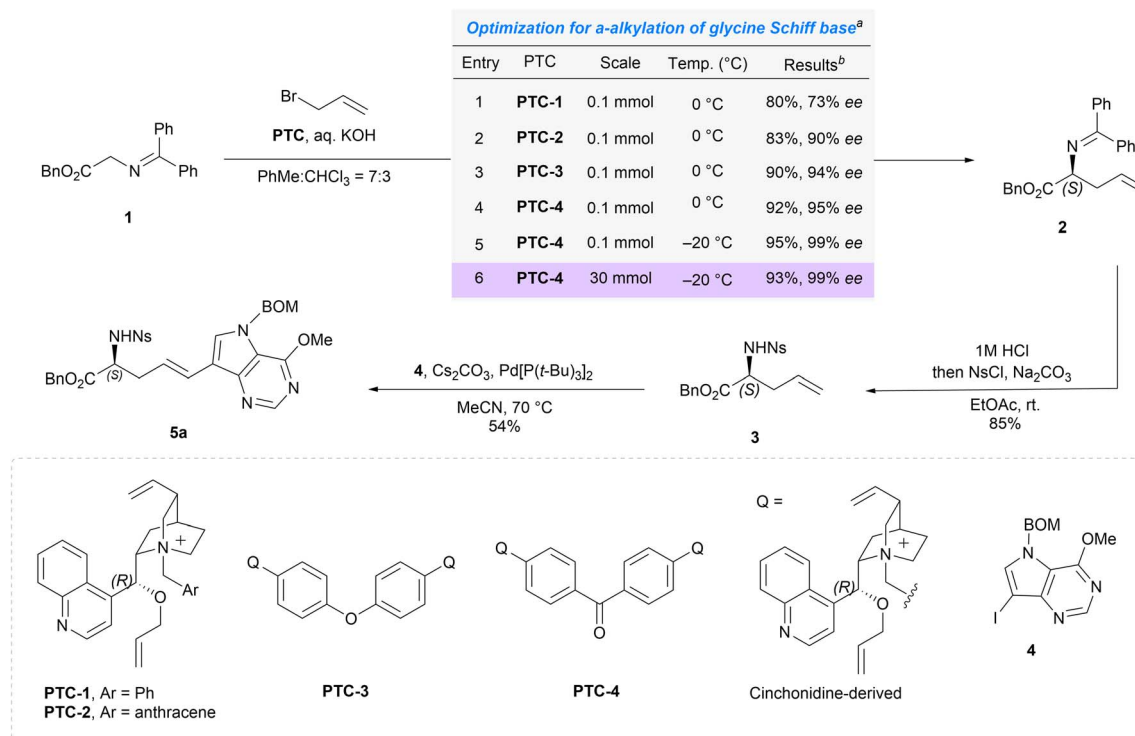 Optimization for a-alkylation of glycine Schiff base^a
Entry PTC Scale Temp. (°C) Results^b
1 PTC-1 0.1 mmol 0 °C 80%, 73% ee
2 PTC-2 0.1 mmol 0 °C 83%, 90% ee
3 PTC-3 0.1 mmol 0 °C 90%, 94% ee
4 PTC-4 0.1 mmol 0 °C 92%, 95% ee
5 PTC-4 0.1 mmol –20 °C 95%, 99% ee
6 PTC-4 30 mmol –20 °C 93%, 99% ee
Ph
BnO2C N Ph
1
Br
PTC, aq. KOH
PhMe:CHCl3 = 7:3
Ph
N Ph
BnO2C (S)
2
1M HCl
then NsCl, Na2CO3
EtOAc, rt.
85%
NHNs
BnO2C (S)
3
4, Cs2CO3, Pd[P(t-Bu)3]2
MeCN, 70 °C
54%
BOM
NHNs N OMe
BnO2C (S) N N
5a
N +
(R) Ar
N O
PTC-1, Ar = Ph
PTC-2, Ar = anthracene
Q Q
O
PTC-3
Q Q
O
PTC-4
Q =
N +
(R)
N O
Cinchonidine-derived
BOM
N OMe
I N N
4